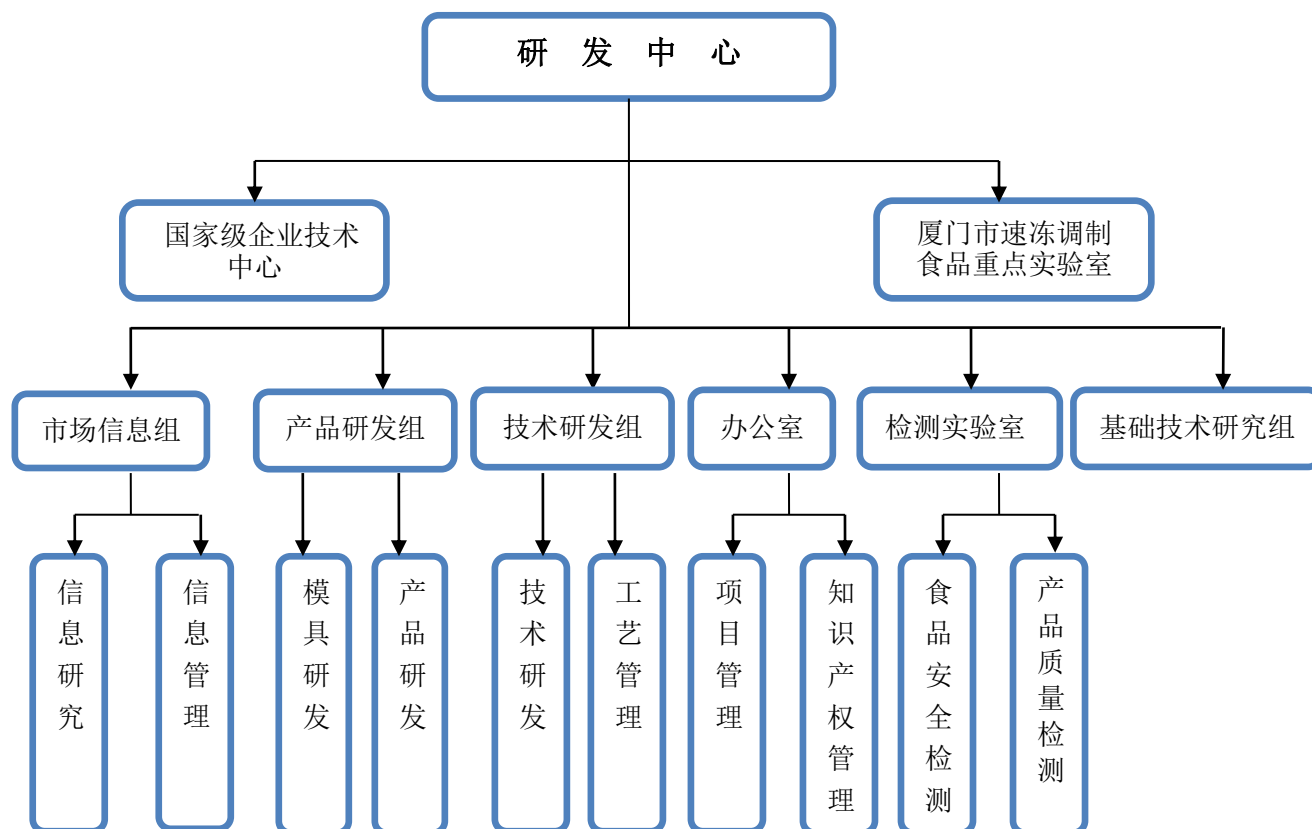 研 发 中 心
国家级企业技术
中心
厦门市速冻调制
食品重点实验室
市场信息组
产品研发组
技术研发组
办公室
检测实验室
基础技术研究组
信息研究
信息管理
模具研发
产品研发
技术研发
工艺管理
项目管理
知识产权管理
食品安全检测
产品质量检测